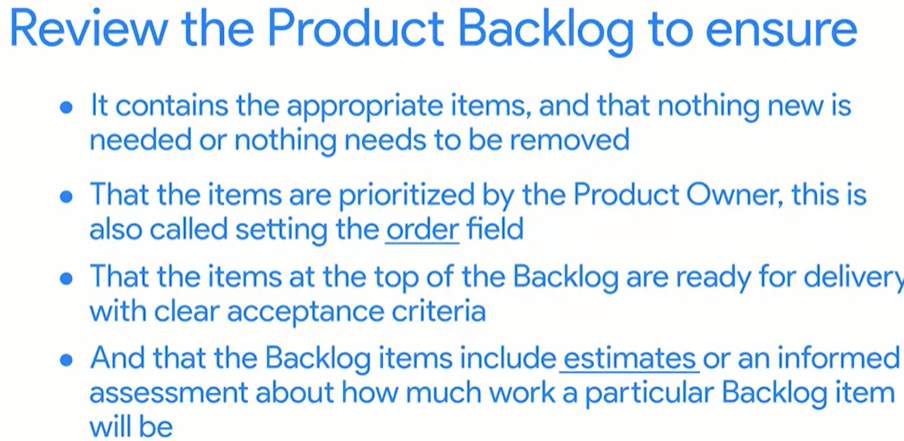 Review the Product Backlog to ensure
• It contains the appropriate items, and that nothing new is
needed or nothing needs to be removed
• That the items are prioritized by the Product Owner, this is
also called setting the order field
• That the items at the top of the Backlog are ready for delivery
with clear acceptance criteria
• And that the Backlog items include estimates or an informed
assessment about how much work a particular Backlog item
will be